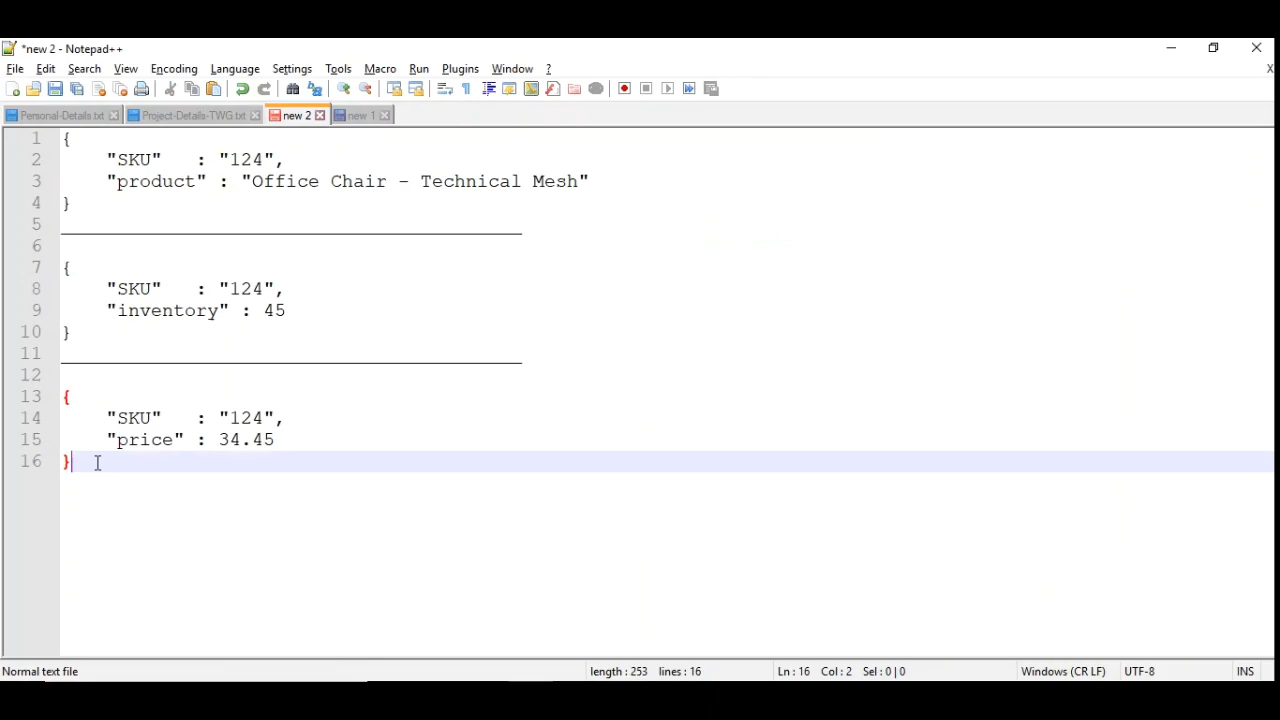 *new 2 - Notepad++
File Edit Search View Encoding Language Settings Tools Macro Run Plugins Window ? X
Personal-Details.txt Project-Details-TWG.txt new 2 new 1
1 {
2 "SKU" : "124",
3 "product" : "Office Chair - Technical Mesh"
4 }
5
6
7 {
8 "SKU" : "124",
9 "inventory" : 45
10 }
11
12
13 {
14 "SKU" : "124",
15 "price" : 34.45
16 }
Normal text file length : 253 lines : 16 Ln : 16 Col : 2 Sel : 0 | 0 Windows (CR LF) UTF-8 INS